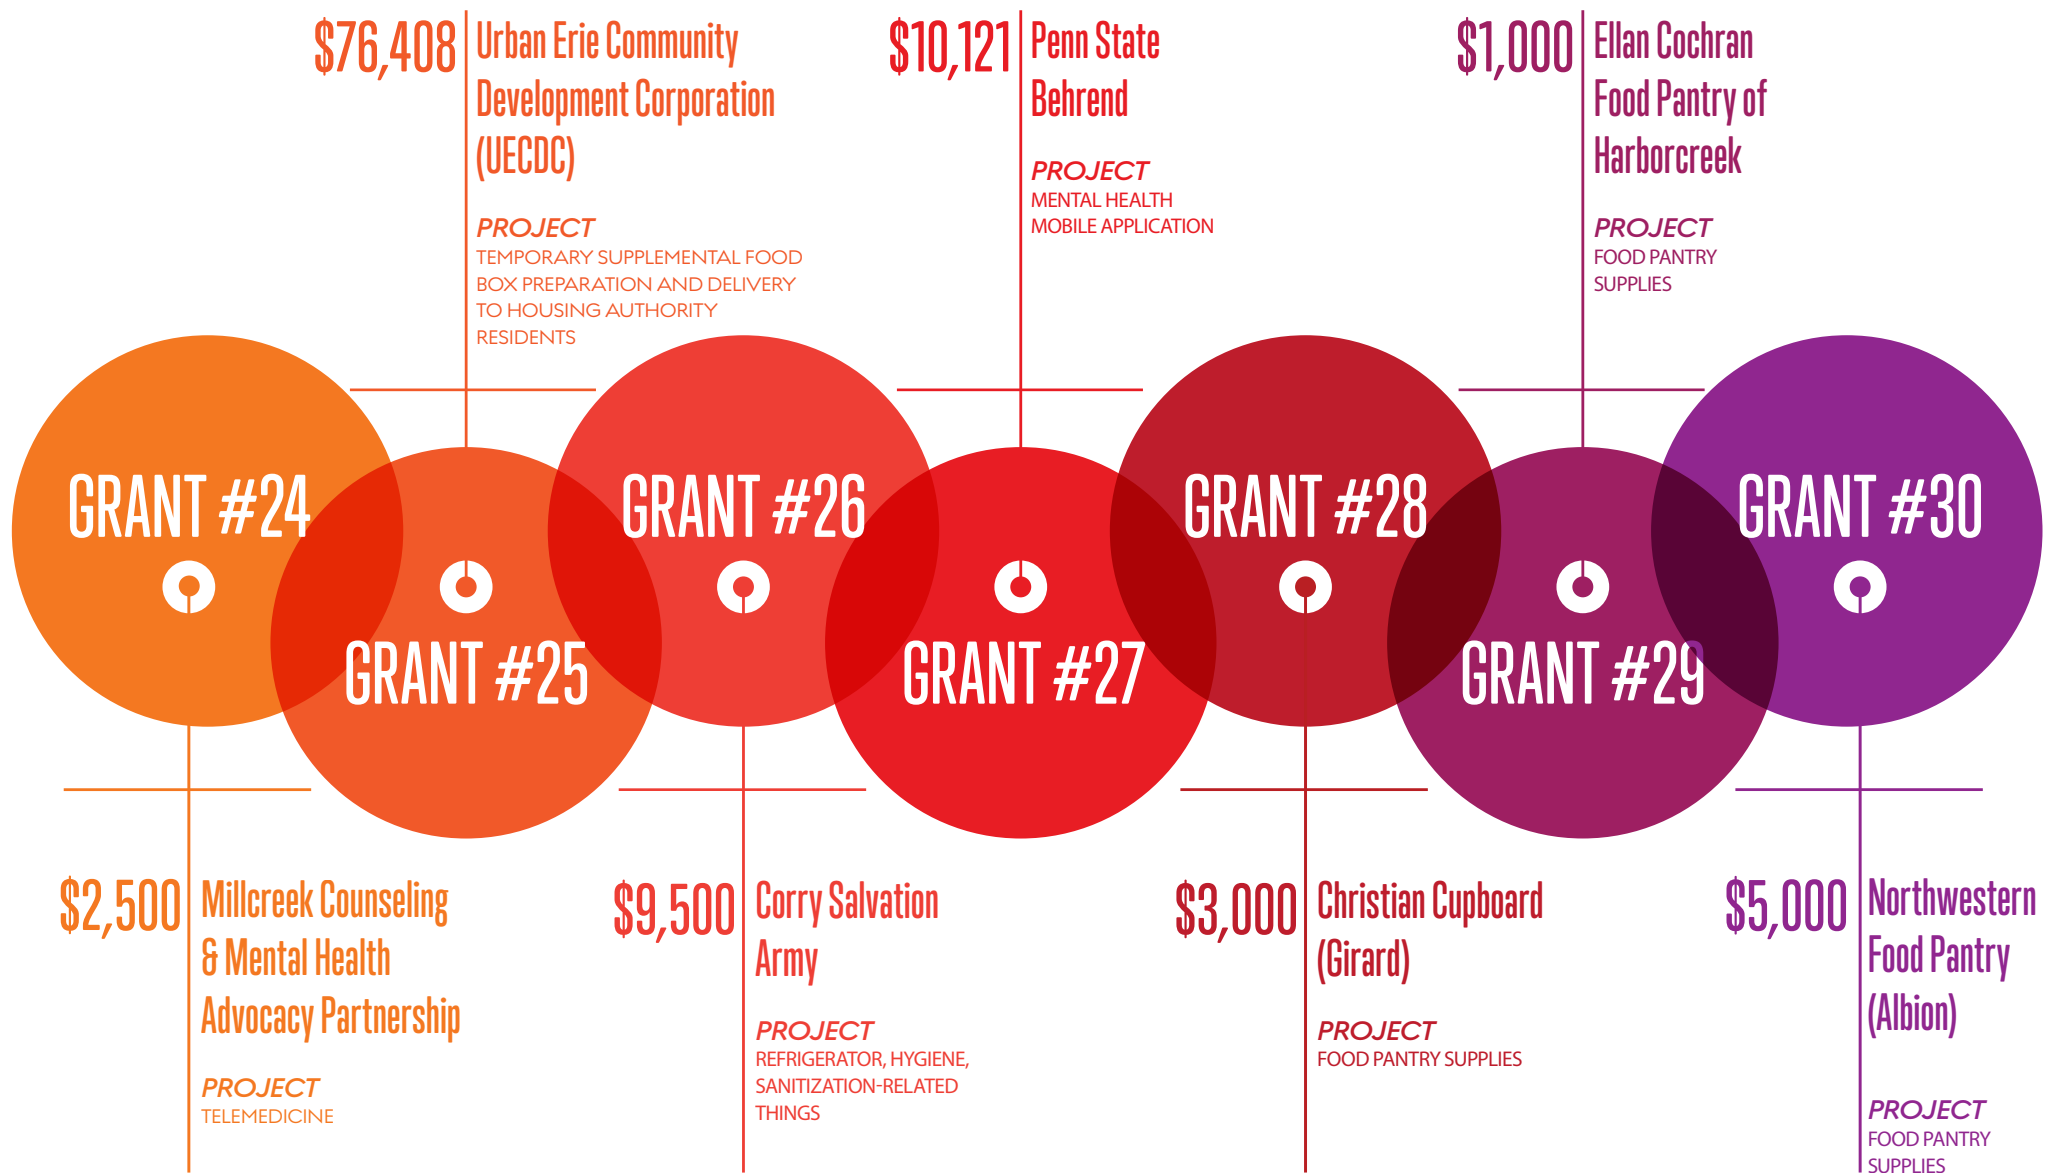 $76,408
Urban Erie Community
Development Corporation
(UECDC)
PROJECT
TEMPORARY SUPPLEMENTAL FOOD
BOX PREPARATION AND DELIVERY
TO HOUSING AUTHORITY
RESIDENTS
$10,121
Penn State
Behrend
PROJECT
MENTAL HEALTH
MOBILE APPLICATION
$1,000
Ellan Cochran
Food Pantry of
Harborcreek
PROJECT
FOOD PANTRY
SUPPLIES
GRANT #24
GRANT #25
GRANT #26
GRANT #27
GRANT #28
GRANT #29
GRANT #30
$2,500
Millcreek Counseling
& Mental Health
Advocacy Partnership
PROJECT
TELEMEDICINE
$9,500
Corry Salvation
Army
PROJECT
REFRIGERATOR, HYGIENE,
SANITIZATION-RELATED
THINGS
$3,000
Christian Cupboard
(Girard)
PROJECT
FOOD PANTRY SUPPLIES
$5,000
Northwestern
Food Pantry
(Albion)
PROJECT
FOOD PANTRY
SUPPLIES